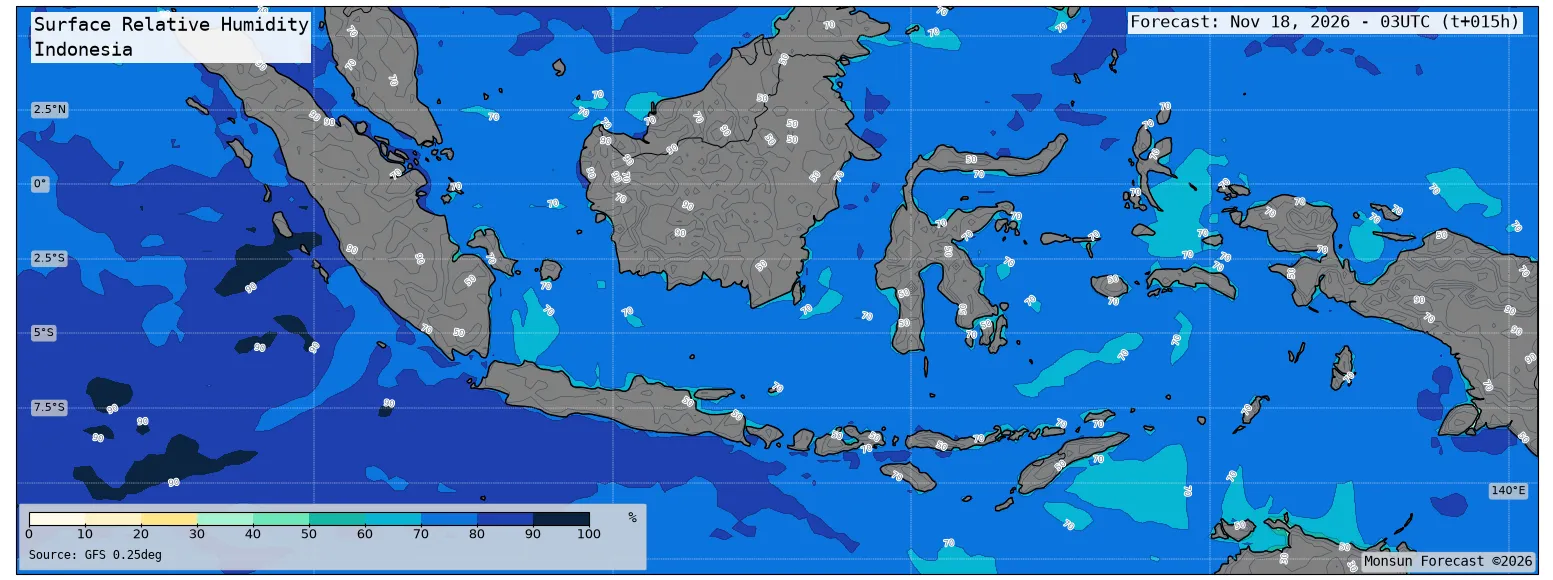 Surface Relative Humidity
Indonesia
Forecast: Nov 18, 2026 - 03UTC (t+015h)
2.5°N
0°
2.5°S
5°S
7.5°S
140°E
%
0 10 20 30 40 50 60 70 80 90 100
Source: GFS 0.25deg
Monsun Forecast ©2026